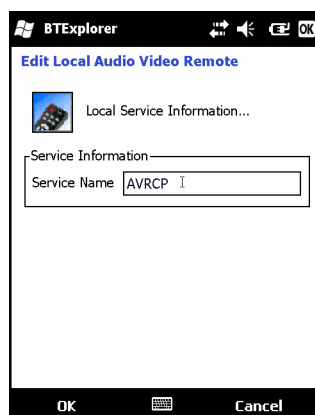 BTExplorer OK
Edit Local Audio Video Remote
Local Service Information...
Service Information
Service Name AVRCP
OK Cancel